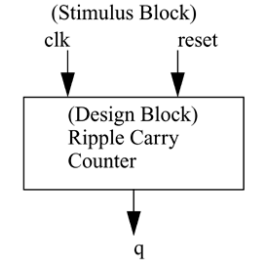 (Stimulus Block)
clk reset
(Design Block)
Ripple Carry
Counter
q